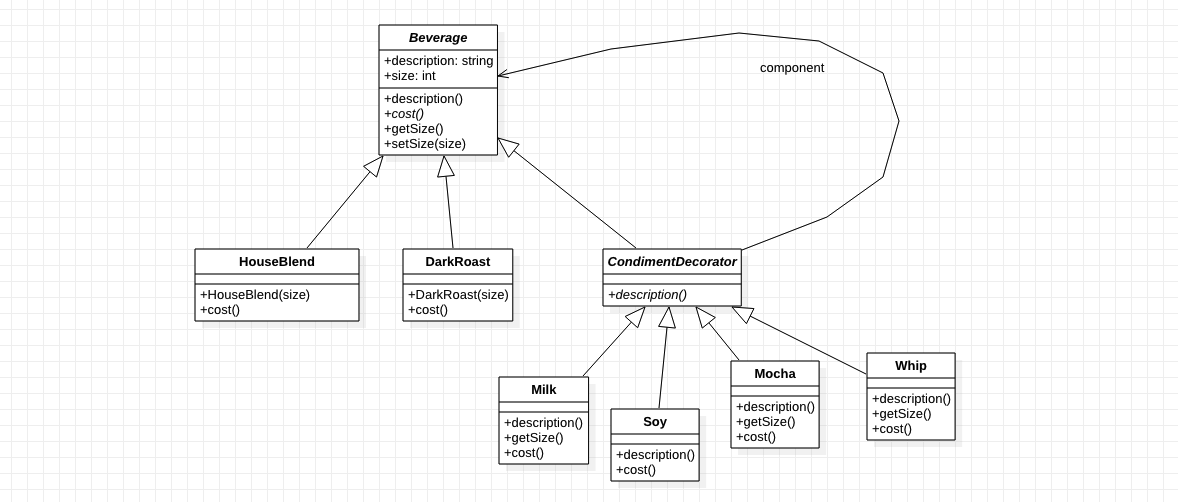 Beverage
+description: string
+size: int
+description()
+cost()
+getSize()
+setSize(size)
component
HouseBlend
+HouseBlend(size)
+cost()
DarkRoast
+DarkRoast(size)
+cost()
CondimentDecorator
+description()
Milk
+description()
+getSize()
+cost()
Soy
+description()
+cost()
Mocha
+description()
+getSize()
+cost()
Whip
+description()
+getSize()
+cost()